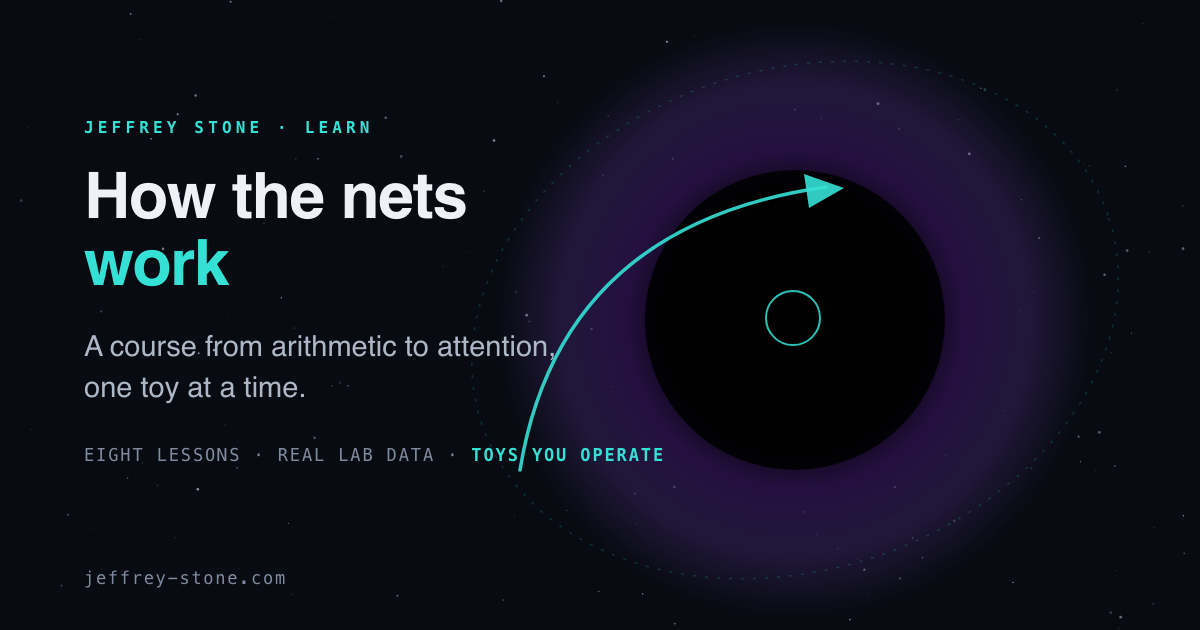 JEFFREY STONE · LEARN
How the nets
work
A course from arithmetic to attention,
one toy at a time.
EIGHT LESSONS · REAL LAB DATA · TOYS YOU OPERATE
jeffrey-stone.com